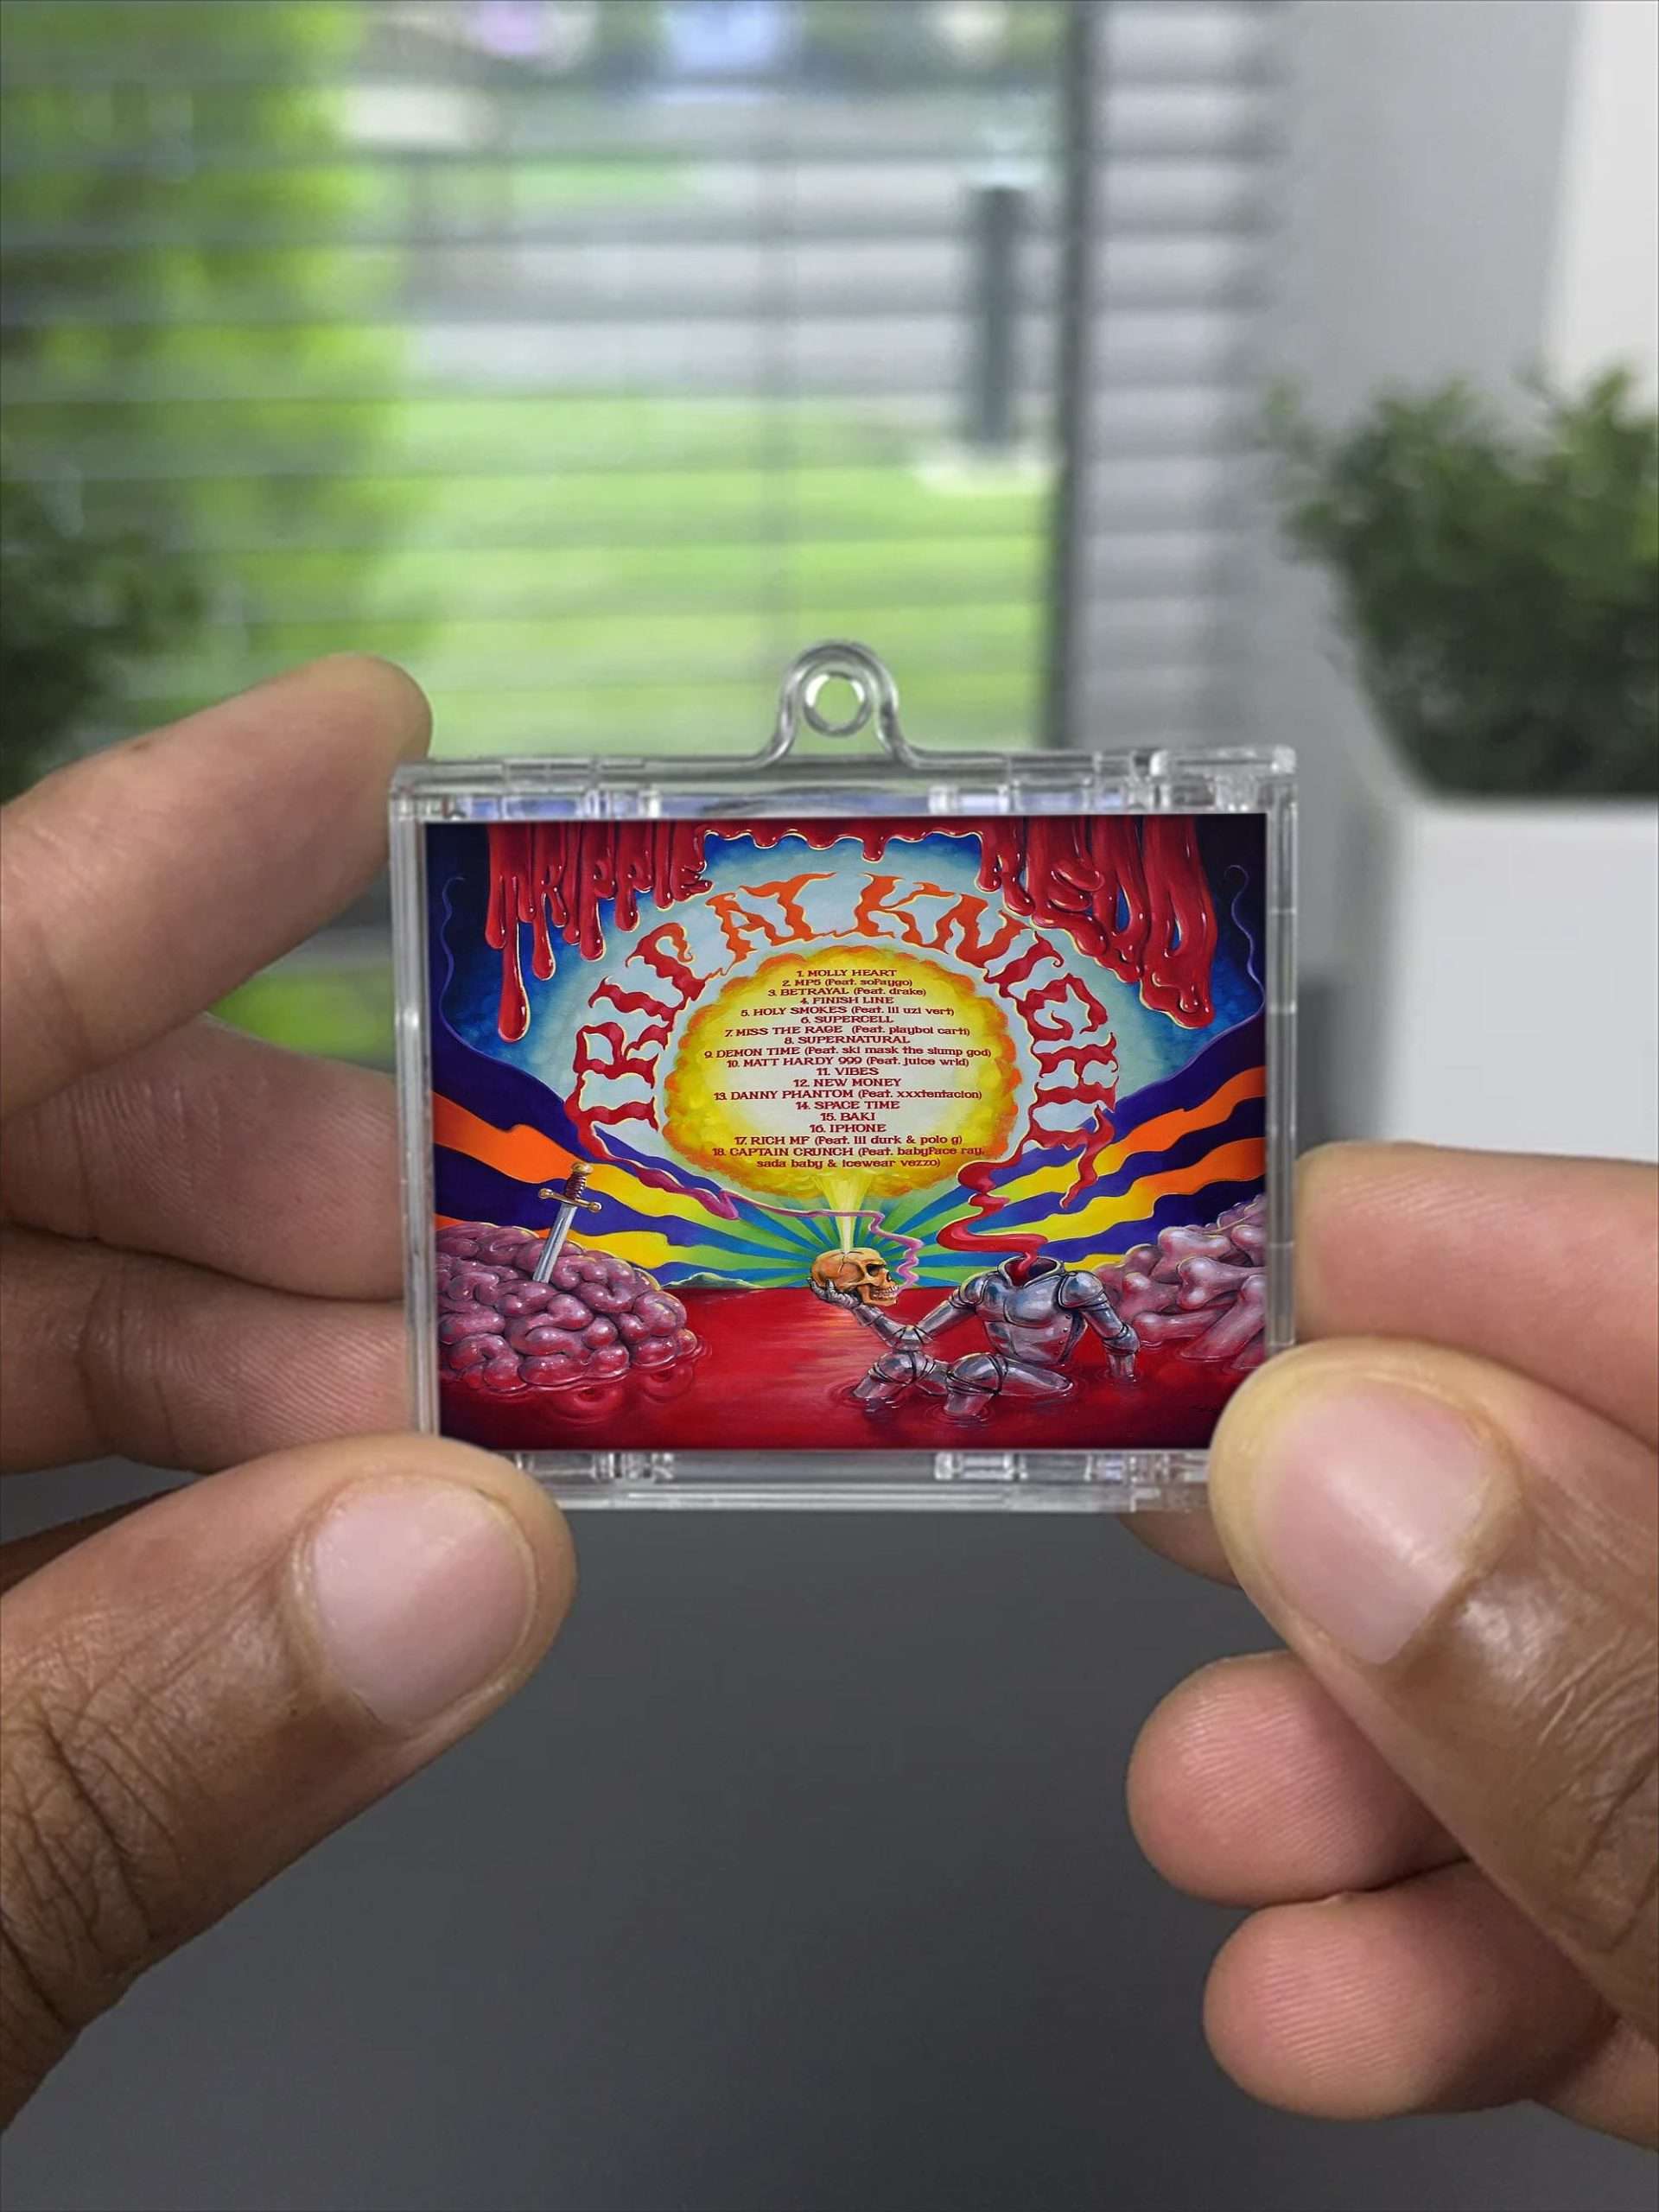 TRIPPIE REDD
TRIP AT KNIGHT
1. MOLLY HEART
2. MP5 (Feat. soFaygo)
3. BETRAYAL (Feat. drake)
4. FINISH LINE
5. HOLY SMOKES (Feat. lil uzi vert)
6. SUPERCELL
7. MISS THE RAGE (Feat. playboi carti)
8. SUPERNATURAL
9. DEMON TIME (Feat. ski mask the slump god)
10. MATT HARDY 999 (Feat. juice wrld)
11. VIBES
12. NEW MONEY
13. DANNY PHANTOM (Feat. xxxtentacion)
14. SPACE TIME
15. BAKI
16. IPHONE
17. RICH MF (Feat. lil durk & polo g)
18. CAPTAIN CRUNCH (Feat. babyFace ray,
sada baby & icewear vezzo)